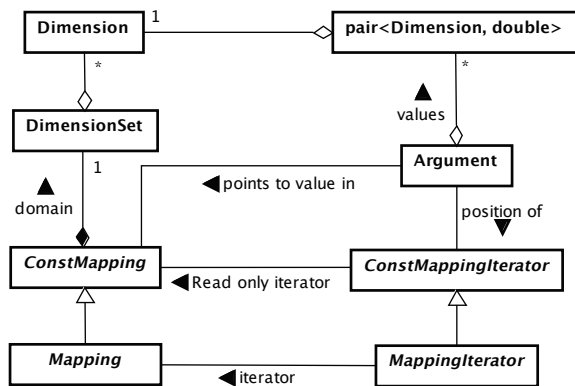 Dimension
1
pair<Dimension, double>
*
*
DimensionSet
values
1
Argument
points to value in
domain
position of
ConstMapping
ConstMappingIterator
Read only iterator
Mapping
MappingIterator
iterator